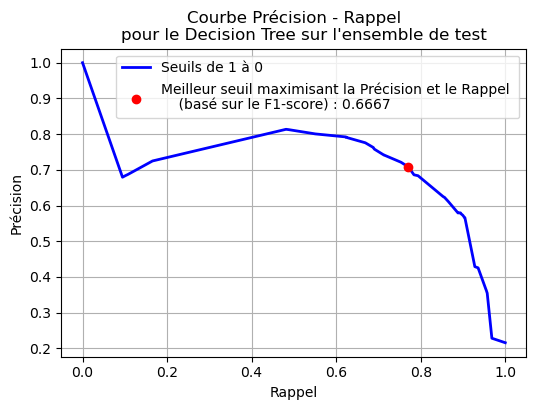 Courbe Précision - Rappel
pour le Decision Tree sur l'ensemble de test
Seuils de 1 à 0
Meilleur seuil maximisant la Précision et le Rappel
(basé sur le F1-score) : 0.6667
Précision
1.0
0.9
0.8
0.7
0.6
0.5
0.4
0.3
0.2
0.0 0.2 0.4 0.6 0.8 1.0
Rappel